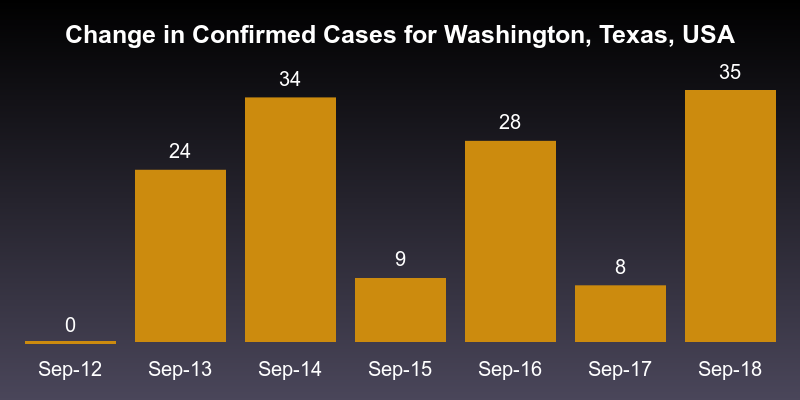 Change in Confirmed Cases for Washington, Texas, USA
0 24 34 9 28 8 35
Sep-12 Sep-13 Sep-14 Sep-15 Sep-16 Sep-17 Sep-18